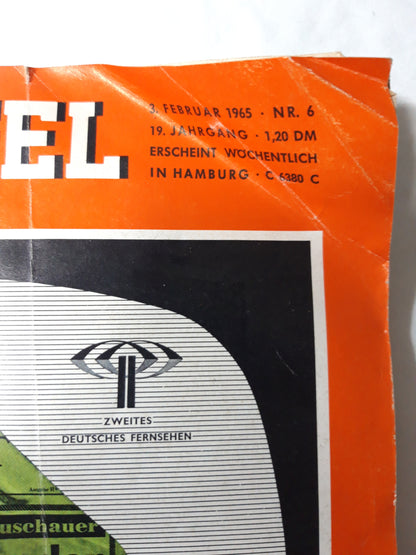 EL
3. FEBRUAR 1965 · NR. 6
19. JAHRGANG · 1,20 DM
ERSCHEINT WÖCHENTLICH
IN HAMBURG · C 6380 C
ZWEITES
DEUTSCHES FERNSEHEN
uschauer